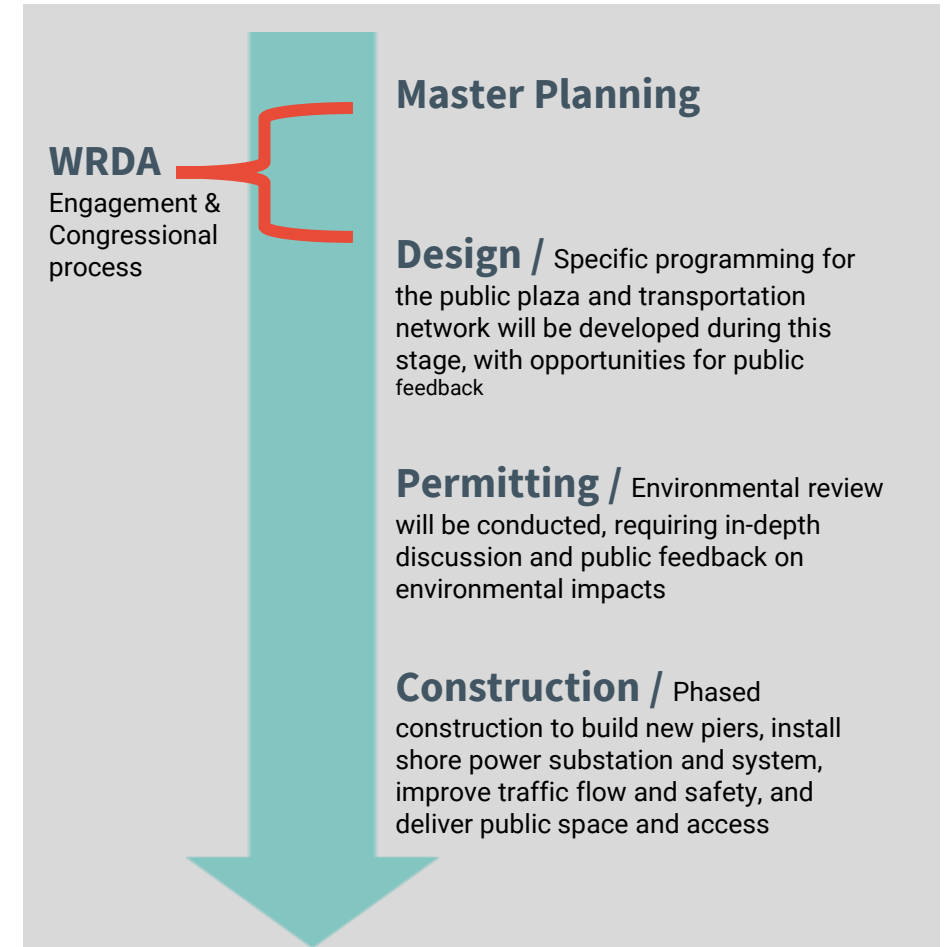 Master Planning
WRDA
Engagement &
Congressional
process
Design / Specific programming for
the public plaza and transportation
network will be developed during this
stage, with opportunities for public
feedback
Permitting / Environmental review
will be conducted, requiring in-depth
discussion and public feedback on
environmental impacts
Construction / Phased
construction to build new piers, install
shore power substation and system,
improve traffic flow and safety, and
deliver public space and access